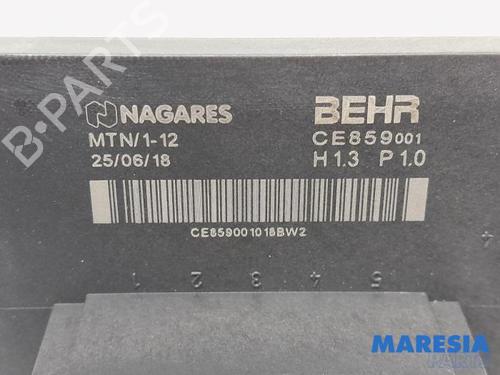 NAGARES BEHR
MTN/1-12 CE859001
25/06/18 H1.3 P1.0
CE859001018BW2
1 2 3 4 5
B-PARTS
MARESIA
PARTS